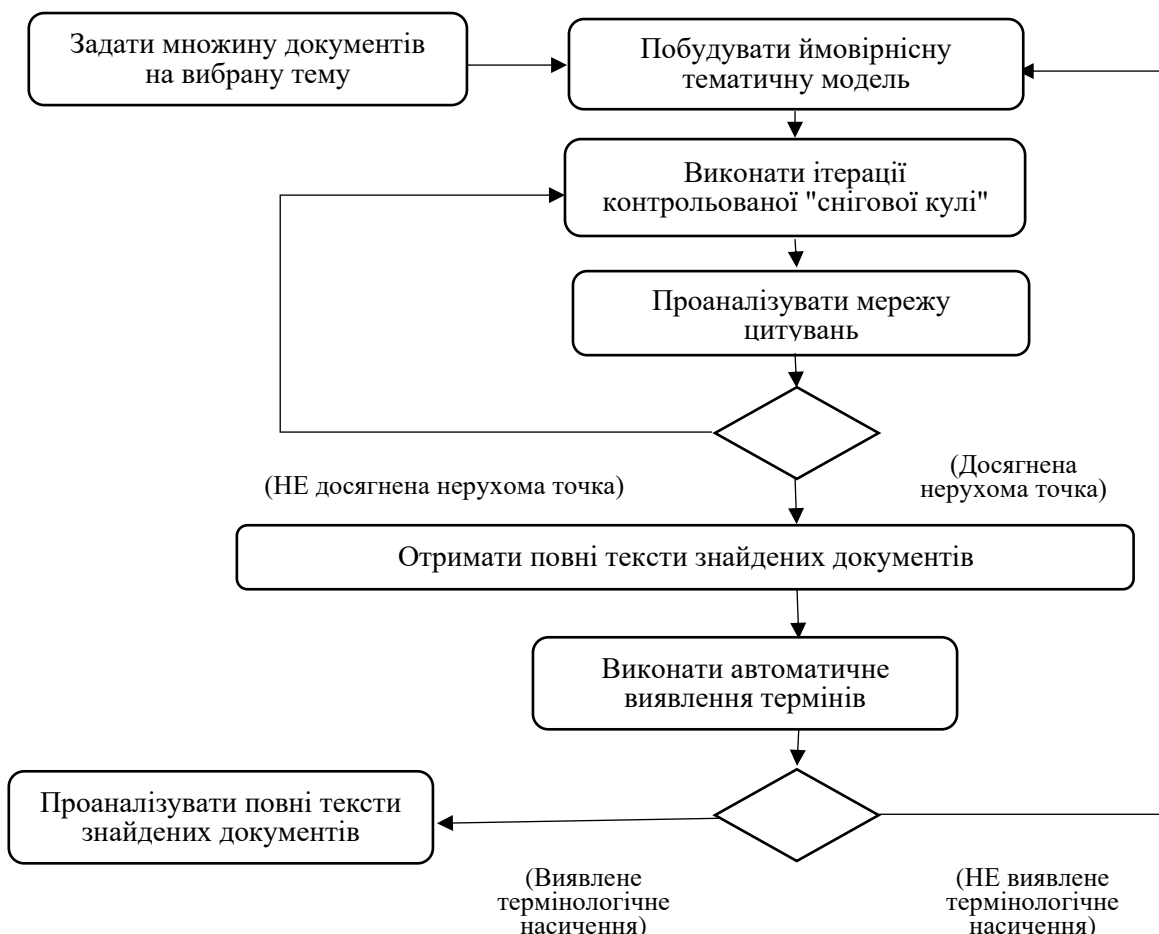 Задати множину документів
на вибрану тему
Побудувати ймовірнісну
тематичну модель
Виконати ітерації
контрольованої "снігової кулі"
Проаналізувати мережу
цитувань
(НЕ досягнена нерухома точка)
(Досягнена
нерухома точка)
Отримати повні тексти знайдених документів
Виконати автоматичне
виявлення термінів
Проаналізувати повні тексти
знайдених документів
(Виявлене
термінологічне
насичення)
(НЕ виявлене
термінологічне
насичення)